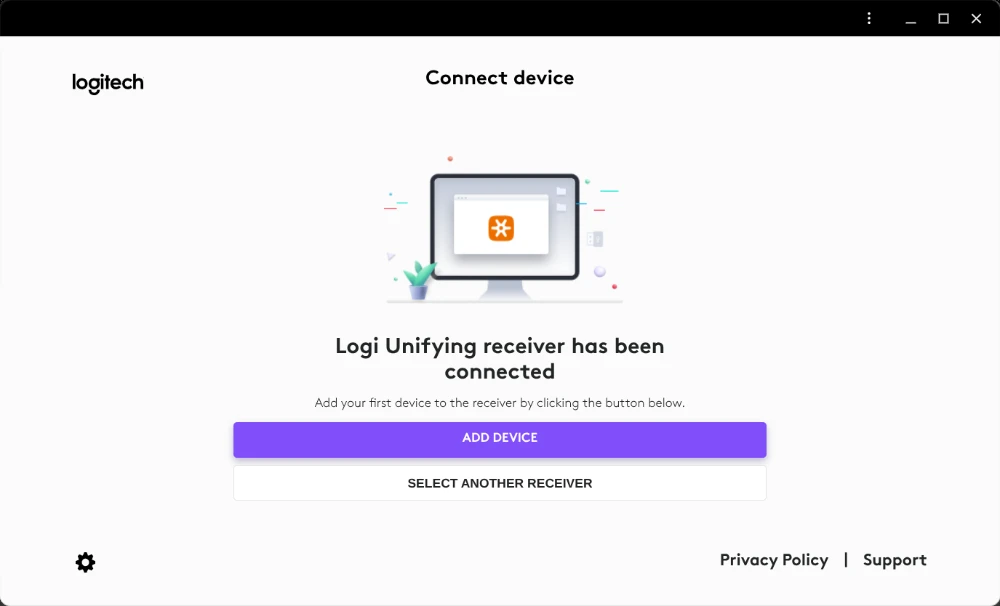 logitech
Connect device
Logi Unifying receiver has been
connected
Add your first device to the receiver by clicking the button below.
ADD DEVICE
SELECT ANOTHER RECEIVER
Privacy Policy | Support